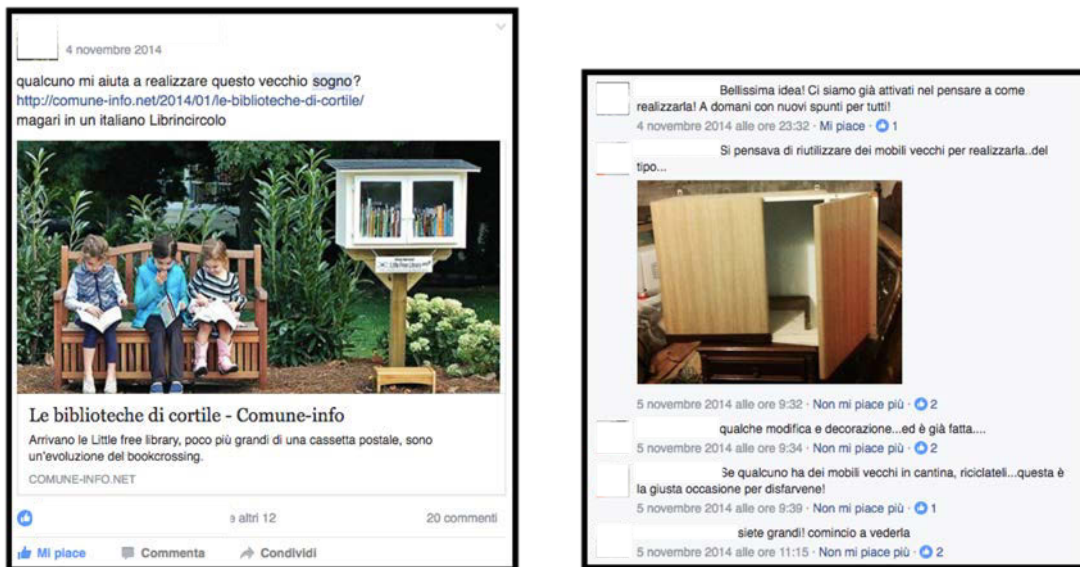 4 novembre 2014
qualcuno mi aiuta a realizzare questo vecchio sogno?
http://comune-info.net/2014/01/le-biblioteche-di-cortile/
magari in un italiano Librincircolo
Le biblioteche di cortile - Comune-info
Arrivano le Little free library, poco più grandi di una cassetta postale, sono
un'evoluzione del bookcrossing.
COMUNE-INFO.NET
e altri 12 20 commenti
Mi piace Commenta Condividi
Bellissima idea! Ci siamo già attivati nel pensare a come
realizzarla! A domani con nuovi spunti per tutti!
4 novembre 2014 alle ore 23:32 · Mi piace · 1
Si pensava di riutilizzare dei mobili vecchi per realizzarla..del
tipo...
5 novembre 2014 alle ore 9:32 · Non mi piace più · 2
qualche modifica e decorazione...ed è già fatta....
5 novembre 2014 alle ore 9:34 · Non mi piace più · 2
Se qualcuno ha dei mobili vecchi in cantina, riciclateli...questa è
la giusta occasione per disfarvene!
5 novembre 2014 alle ore 9:39 · Non mi piace più · 1
siete grandi! comincio a vederla
5 novembre 2014 alle ore 11:15 · Non mi piace più · 2